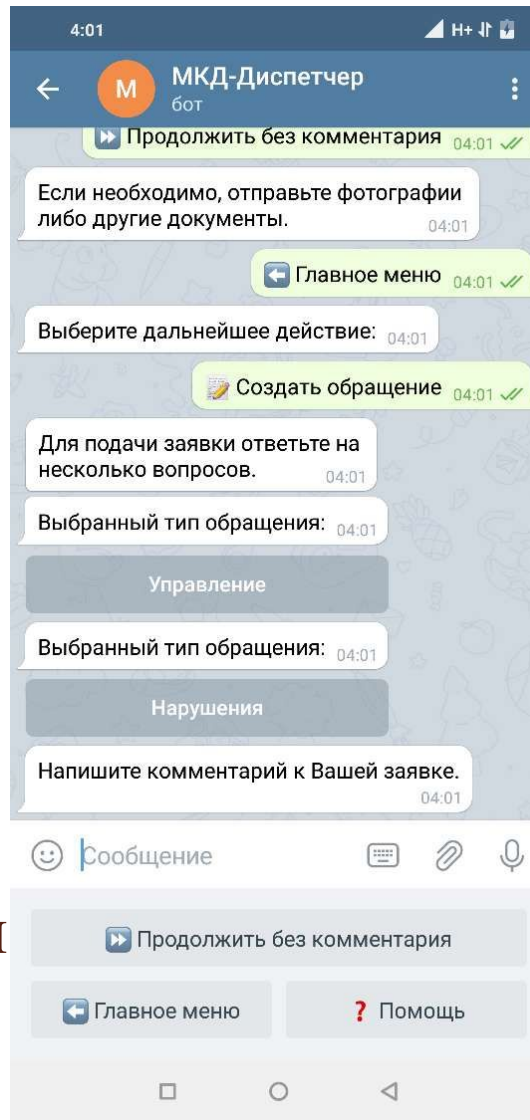 4:01
H+
М
МКД-Диспетчер
бот
Продолжить без комментария 04:01
Если необходимо, отправьте фотографии
либо другие документы. 04:01
Главное меню 04:01
Выберите дальнейшее действие: 04:01
Создать обращение 04:01
Для подачи заявки ответьте на
несколько вопросов. 04:01
Выбранный тип обращения: 04:01
Управление
Выбранный тип обращения: 04:01
Нарушения
Напишите комментарий к Вашей заявке.
04:01
Сообщение
Продолжить без комментария
Главное меню
? Помощь